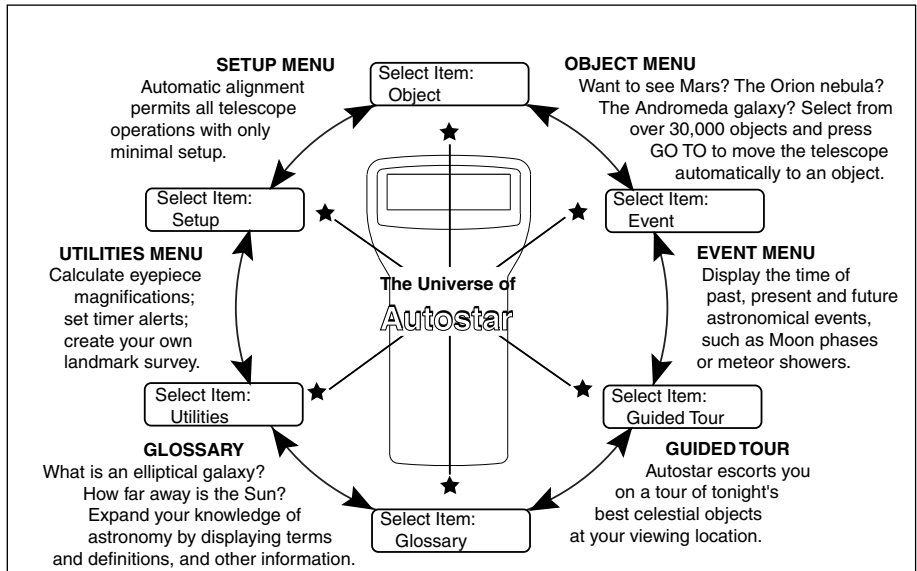 SETUP MENU
Automatic alignment
permits all telescope
operations with only
minimal setup.
Select Item:
Object
OBJECT MENU
Want to see Mars? The Orion nebula?
The Andromeda galaxy? Select from
over 30,000 objects and press
GO TO to move the telescope
automatically to an object.
Select Item:
Setup
Select Item:
Event
UTILITIES MENU
Calculate eyepiece
magnifications;
set timer alerts;
create your own
landmark survey.
The Universe of
Autostar
EVENT MENU
Display the time of
past, present and future
astronomical events,
such as Moon phases
or meteor showers.
Select Item:
Utilities
Select Item:
Guided Tour
GLOSSARY
What is an elliptical galaxy?
How far away is the Sun?
Expand your knowledge of
astronomy by displaying terms
and definitions, and other information.
Select Item:
Glossary
GUIDED TOUR
Autostar escorts you
on a tour of tonight's
best celestial objects
at your viewing location.